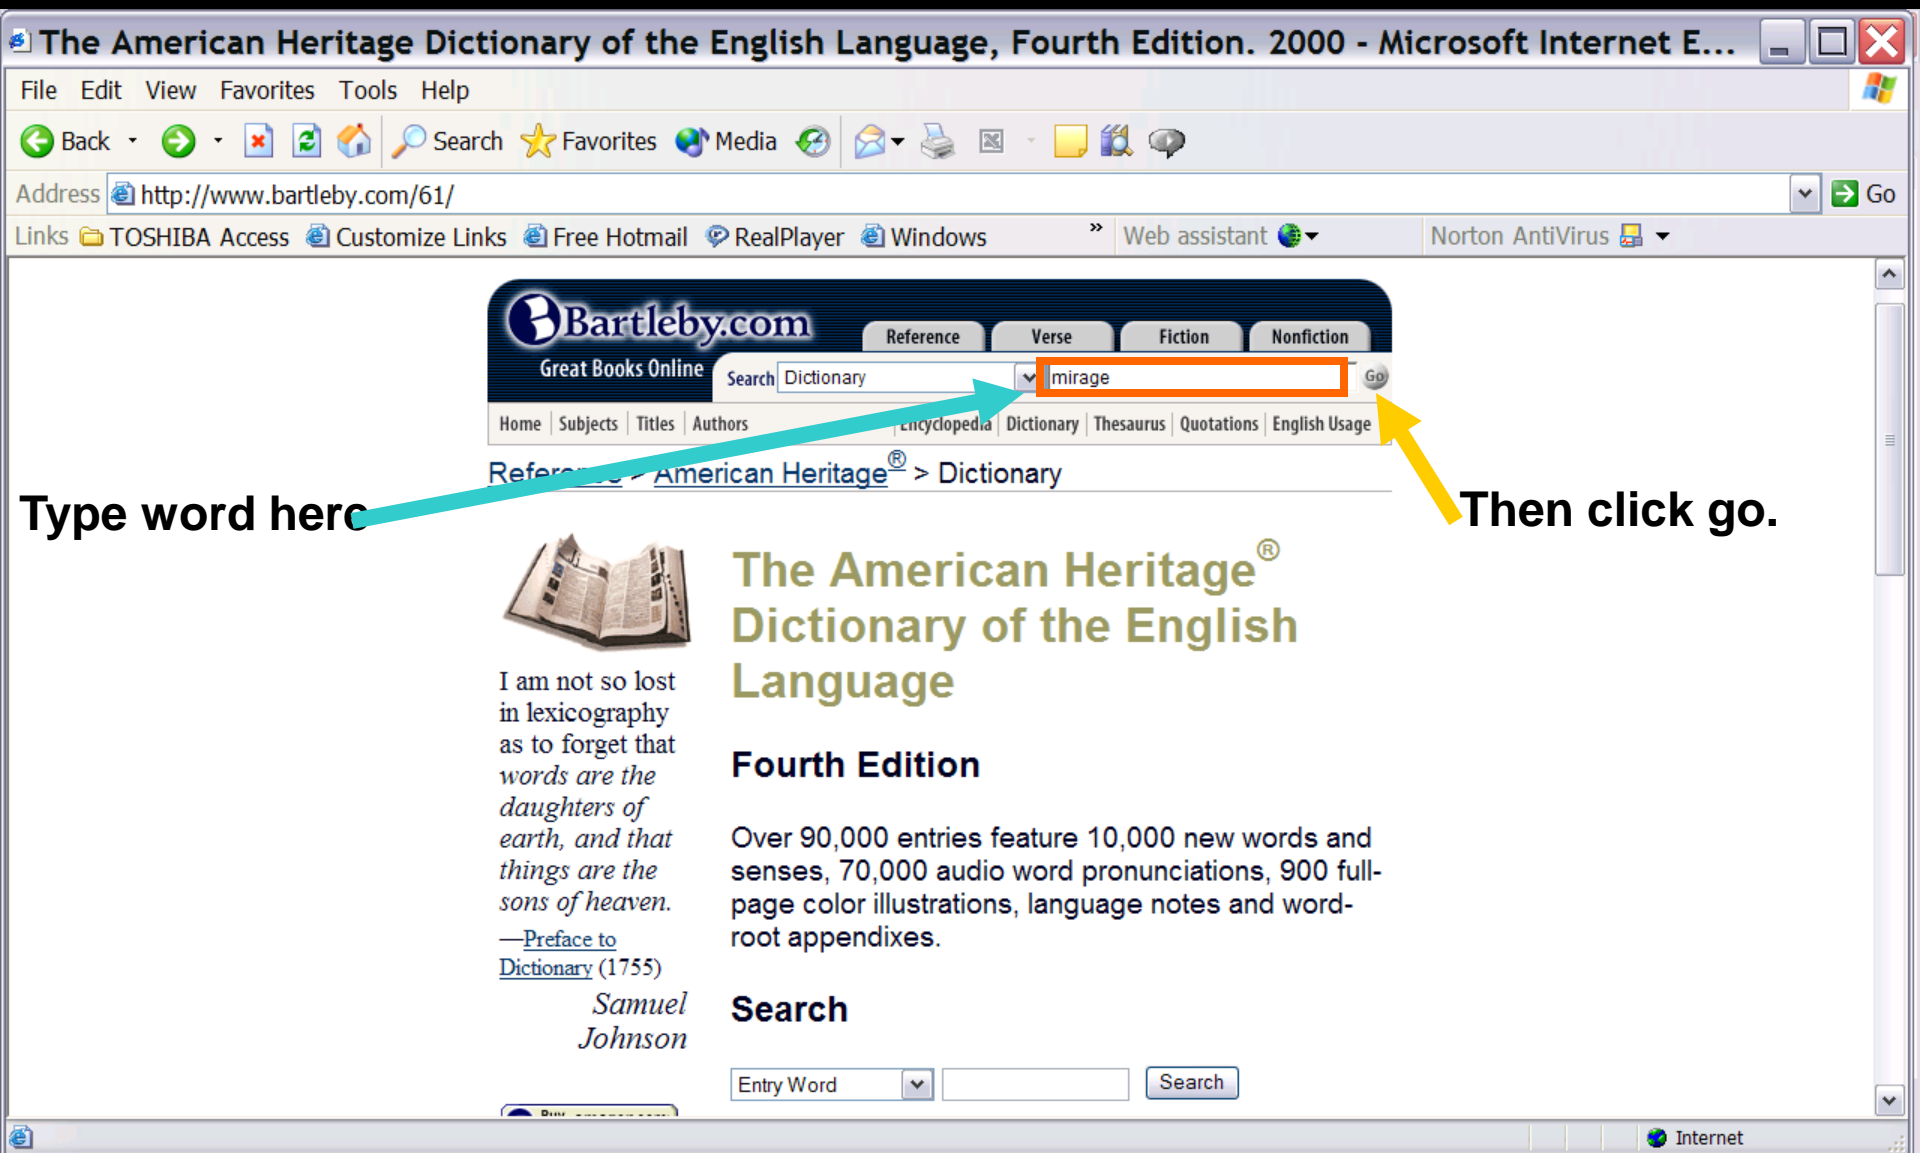 The American Heritage Dictionary of the English Language, Fourth Edition. 2000 - Microsoft Internet E...
File Edit View Favorites Tools Help
Back Search Favorites Media
Address http://www.bartleby.com/61/ Go
Links TOSHIBA Access Customize Links Free Hotmail RealPlayer Windows » Web assistant Norton AntiVirus
Bartleby.com Reference Verse Fiction Nonfiction
Great Books Online Search Dictionary mirage Go
Home Subjects Titles Authors Encyclopedia Dictionary Thesaurus Quotations English Usage
Reference > American Heritage® > Dictionary
Type word here
Then click go.
The American Heritage®
Dictionary of the English
Language
I am not so lost
in lexicography
as to forget that
words are the
daughters of
earth, and that
things are the
sons of heaven.
—Preface to
Dictionary (1755)
Samuel
Johnson
Fourth Edition
Over 90,000 entries feature 10,000 new words and
senses, 70,000 audio word pronunciations, 900 full-
page color illustrations, language notes and word-
root appendixes.
Search
Entry Word Search
Internet